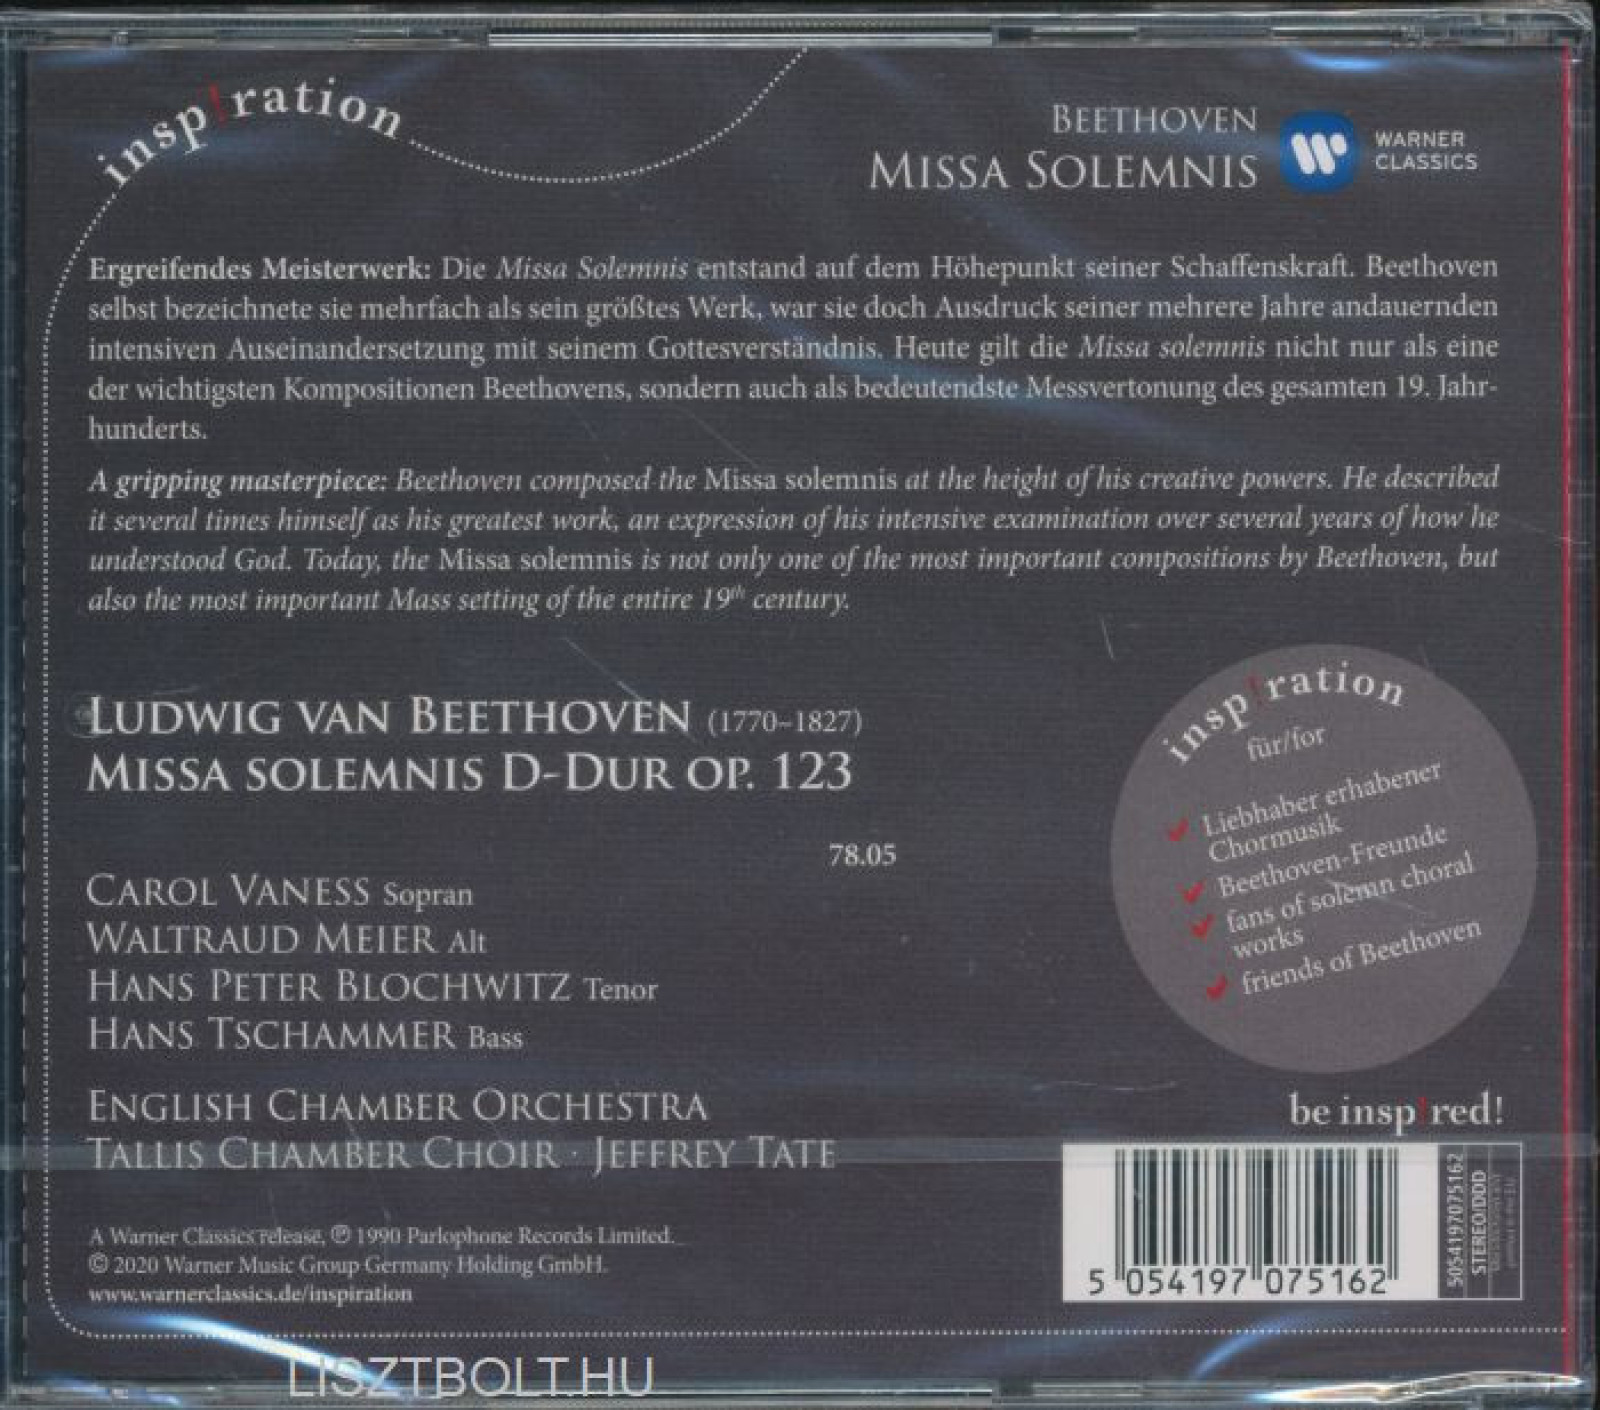 insp!ration
BEETHOVEN
MISSA SOLEMNIS
WARNER
CLASSICS
Ergreifendes Meisterwerk: Die Missa Solemnis entstand auf dem Höhepunkt seiner Schaffenskraft. Beethoven
selbst bezeichnete sie mehrfach als sein größtes Werk, war sie doch Ausdruck seiner mehrere Jahre andauernden
intensiven Auseinandersetzung mit seinem Gottesverständnis. Heute gilt die Missa solemnis nicht nur als eine
der wichtigsten Kompositionen Beethovens, sondern auch als bedeutendste Messvertonung des gesamten 19. Jahr-
hunderts.
A gripping masterpiece: Beethoven composed the Missa solemnis at the height of his creative powers. He described
it several times himself as his greatest work, an expression of his intensive examination over several years of how he
understood God. Today, the Missa solemnis is not only one of the most important compositions by Beethoven, but
also the most important Mass setting of the entire 19th century.
LUDWIG VAN BEETHOVEN (1770–1827)
MISSA SOLEMNIS D-DUR OP. 123
78.05
CAROL VANESS Sopran
WALTRAUD MEIER Alt
HANS PETER BLOCHWITZ Tenor
HANS TSCHAMMER Bass
ENGLISH CHAMBER ORCHESTRA
TALLIS CHAMBER CHOIR · JEFFREY TATE
A Warner Classics release, ℗ 1990 Parlophone Records Limited.
© 2020 Warner Music Group Germany Holding GmbH.
www.warnerclassics.de/inspiration
insp!ration
für/for
Liebhaber erhabener
Chormusik
Beethoven-Freunde
fans of solemn choral
works
friends of Beethoven
be insp!red!
5 054197 075162
5054197075162
STEREO/DDD
LISZTBOLT.HU